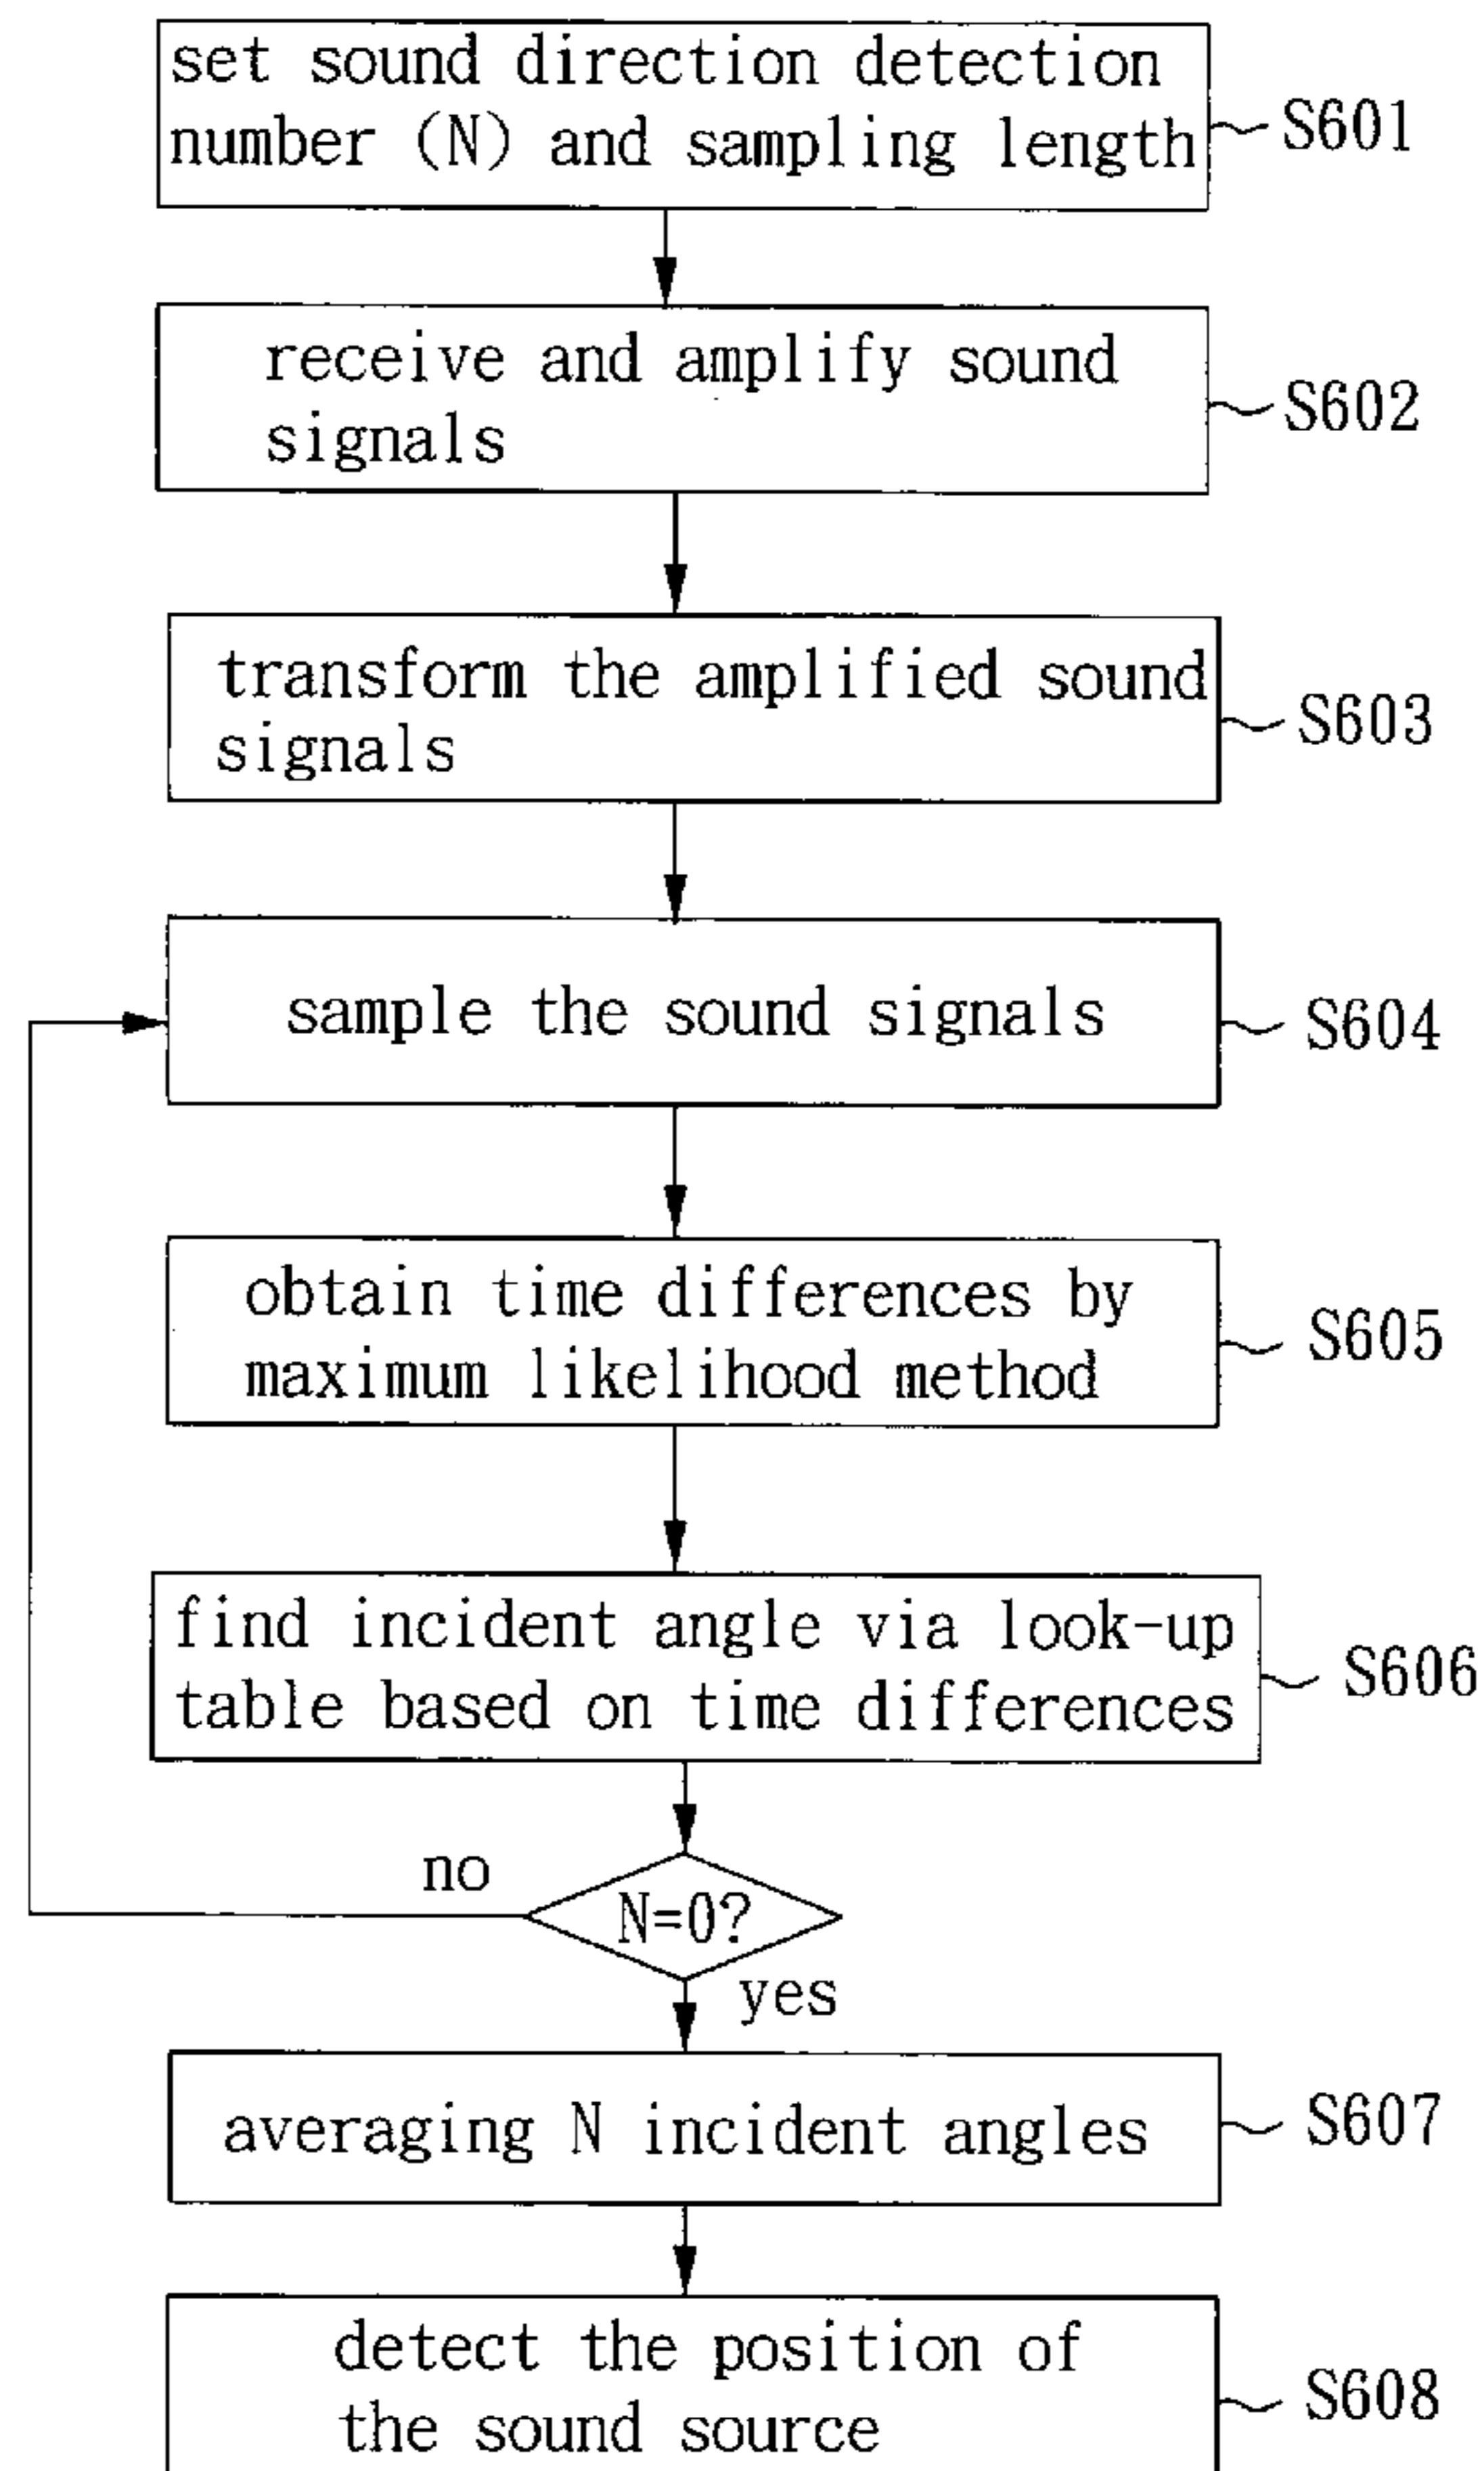 set sound direction detection
number (N) and sampling length
S601
receive and amplify sound
signals
S602
transform the amplified sound
signals
S603
sample the sound signals
S604
obtain time differences by
maximum likelihood method
S605
find incident angle via look-up
table based on time differences
S606
no
N=0?
yes
averaging N incident angles
S607
detect the position of
the sound source
S608